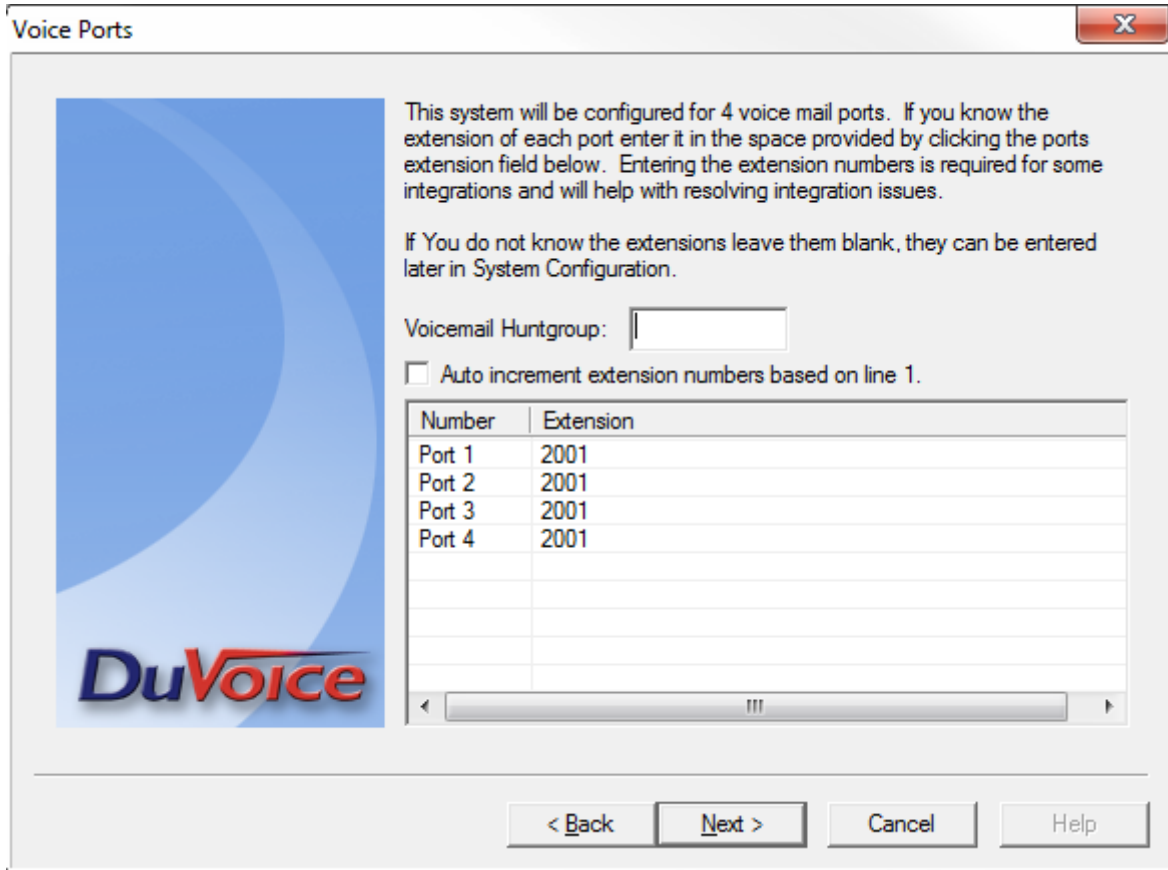 Voice Ports
This system will be configured for 4 voice mail ports.  If you know the
extension of each port enter it in the space provided by clicking the ports
extension field below.  Entering the extension numbers is required for some
integrations and will help with resolving integration issues.
If You do not know the extensions leave them blank, they can be entered
later in System Configuration.
Voicemail Huntgroup:
Auto increment extension numbers based on line 1.
Number Extension
Port 1 2001
Port 2 2001
Port 3 2001
Port 4 2001
DuVoice
< Back Next > Cancel Help